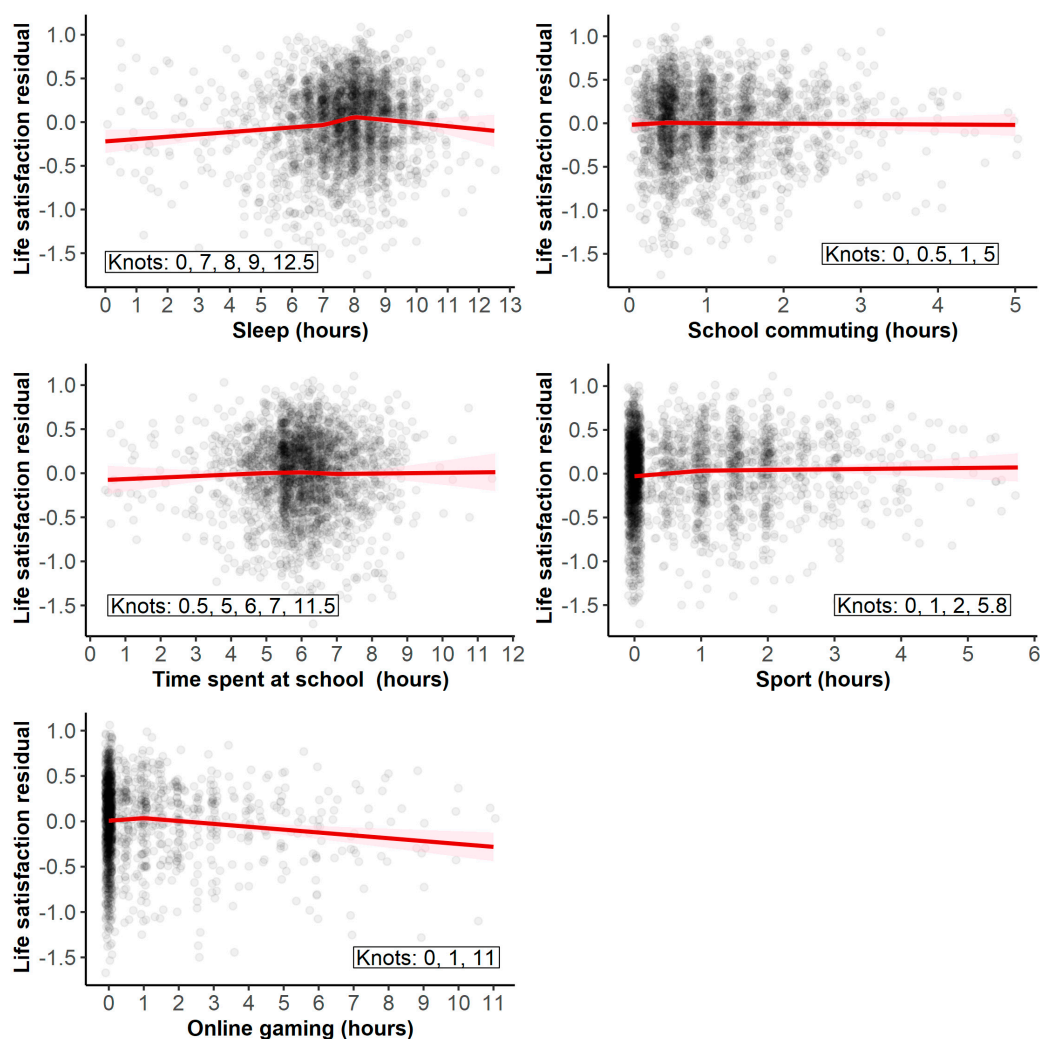 Life satisfaction residual
1.0
0.5
0.0
-0.5
-1.0
-1.5
Knots: 0, 7, 8, 9, 12.5
0 1 2 3 4 5 6 7 8 9 10 11 12 13
Sleep (hours)
Life satisfaction residual
1.0
0.5
0.0
-0.5
-1.0
-1.5
Knots: 0, 0.5, 1, 5
0 1 2 3 4 5
School commuting (hours)
Life satisfaction residual
1.0
0.5
0.0
-0.5
-1.0
-1.5
Knots: 0.5, 5, 6, 7, 11.5
0 1 2 3 4 5 6 7 8 9 10 11 12
Time spent at school (hours)
Life satisfaction residual
1.0
0.5
0.0
-0.5
-1.0
-1.5
Knots: 0, 1, 2, 5.8
0 1 2 3 4 5 6
Sport (hours)
Life satisfaction residual
1.0
0.5
0.0
-0.5
-1.0
-1.5
Knots: 0, 1, 11
0 1 2 3 4 5 6 7 8 9 10 11
Online gaming (hours)